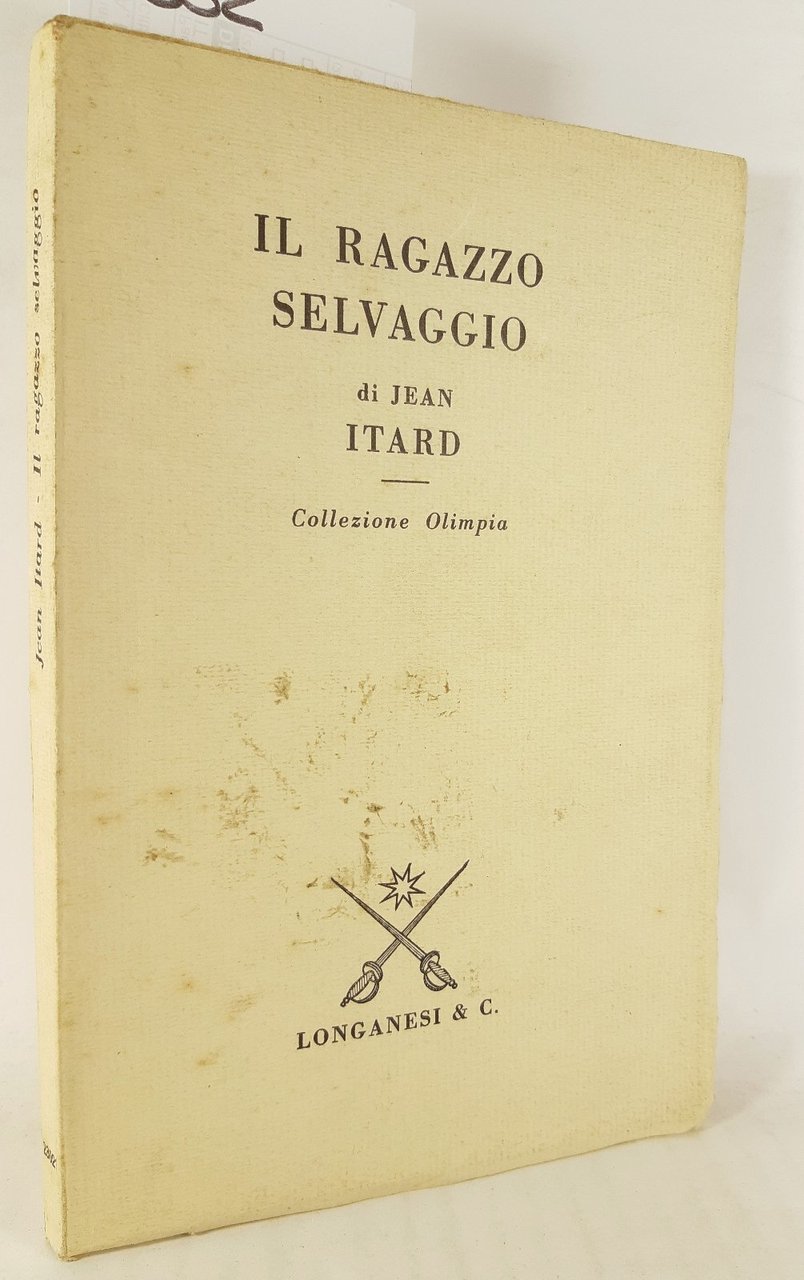 IL RAGAZZO
SELVAGGIO
di JEAN
ITARD
Collezione Olimpia
LONGANESI & C.
Jean Itard - Il ragazzo selvaggio